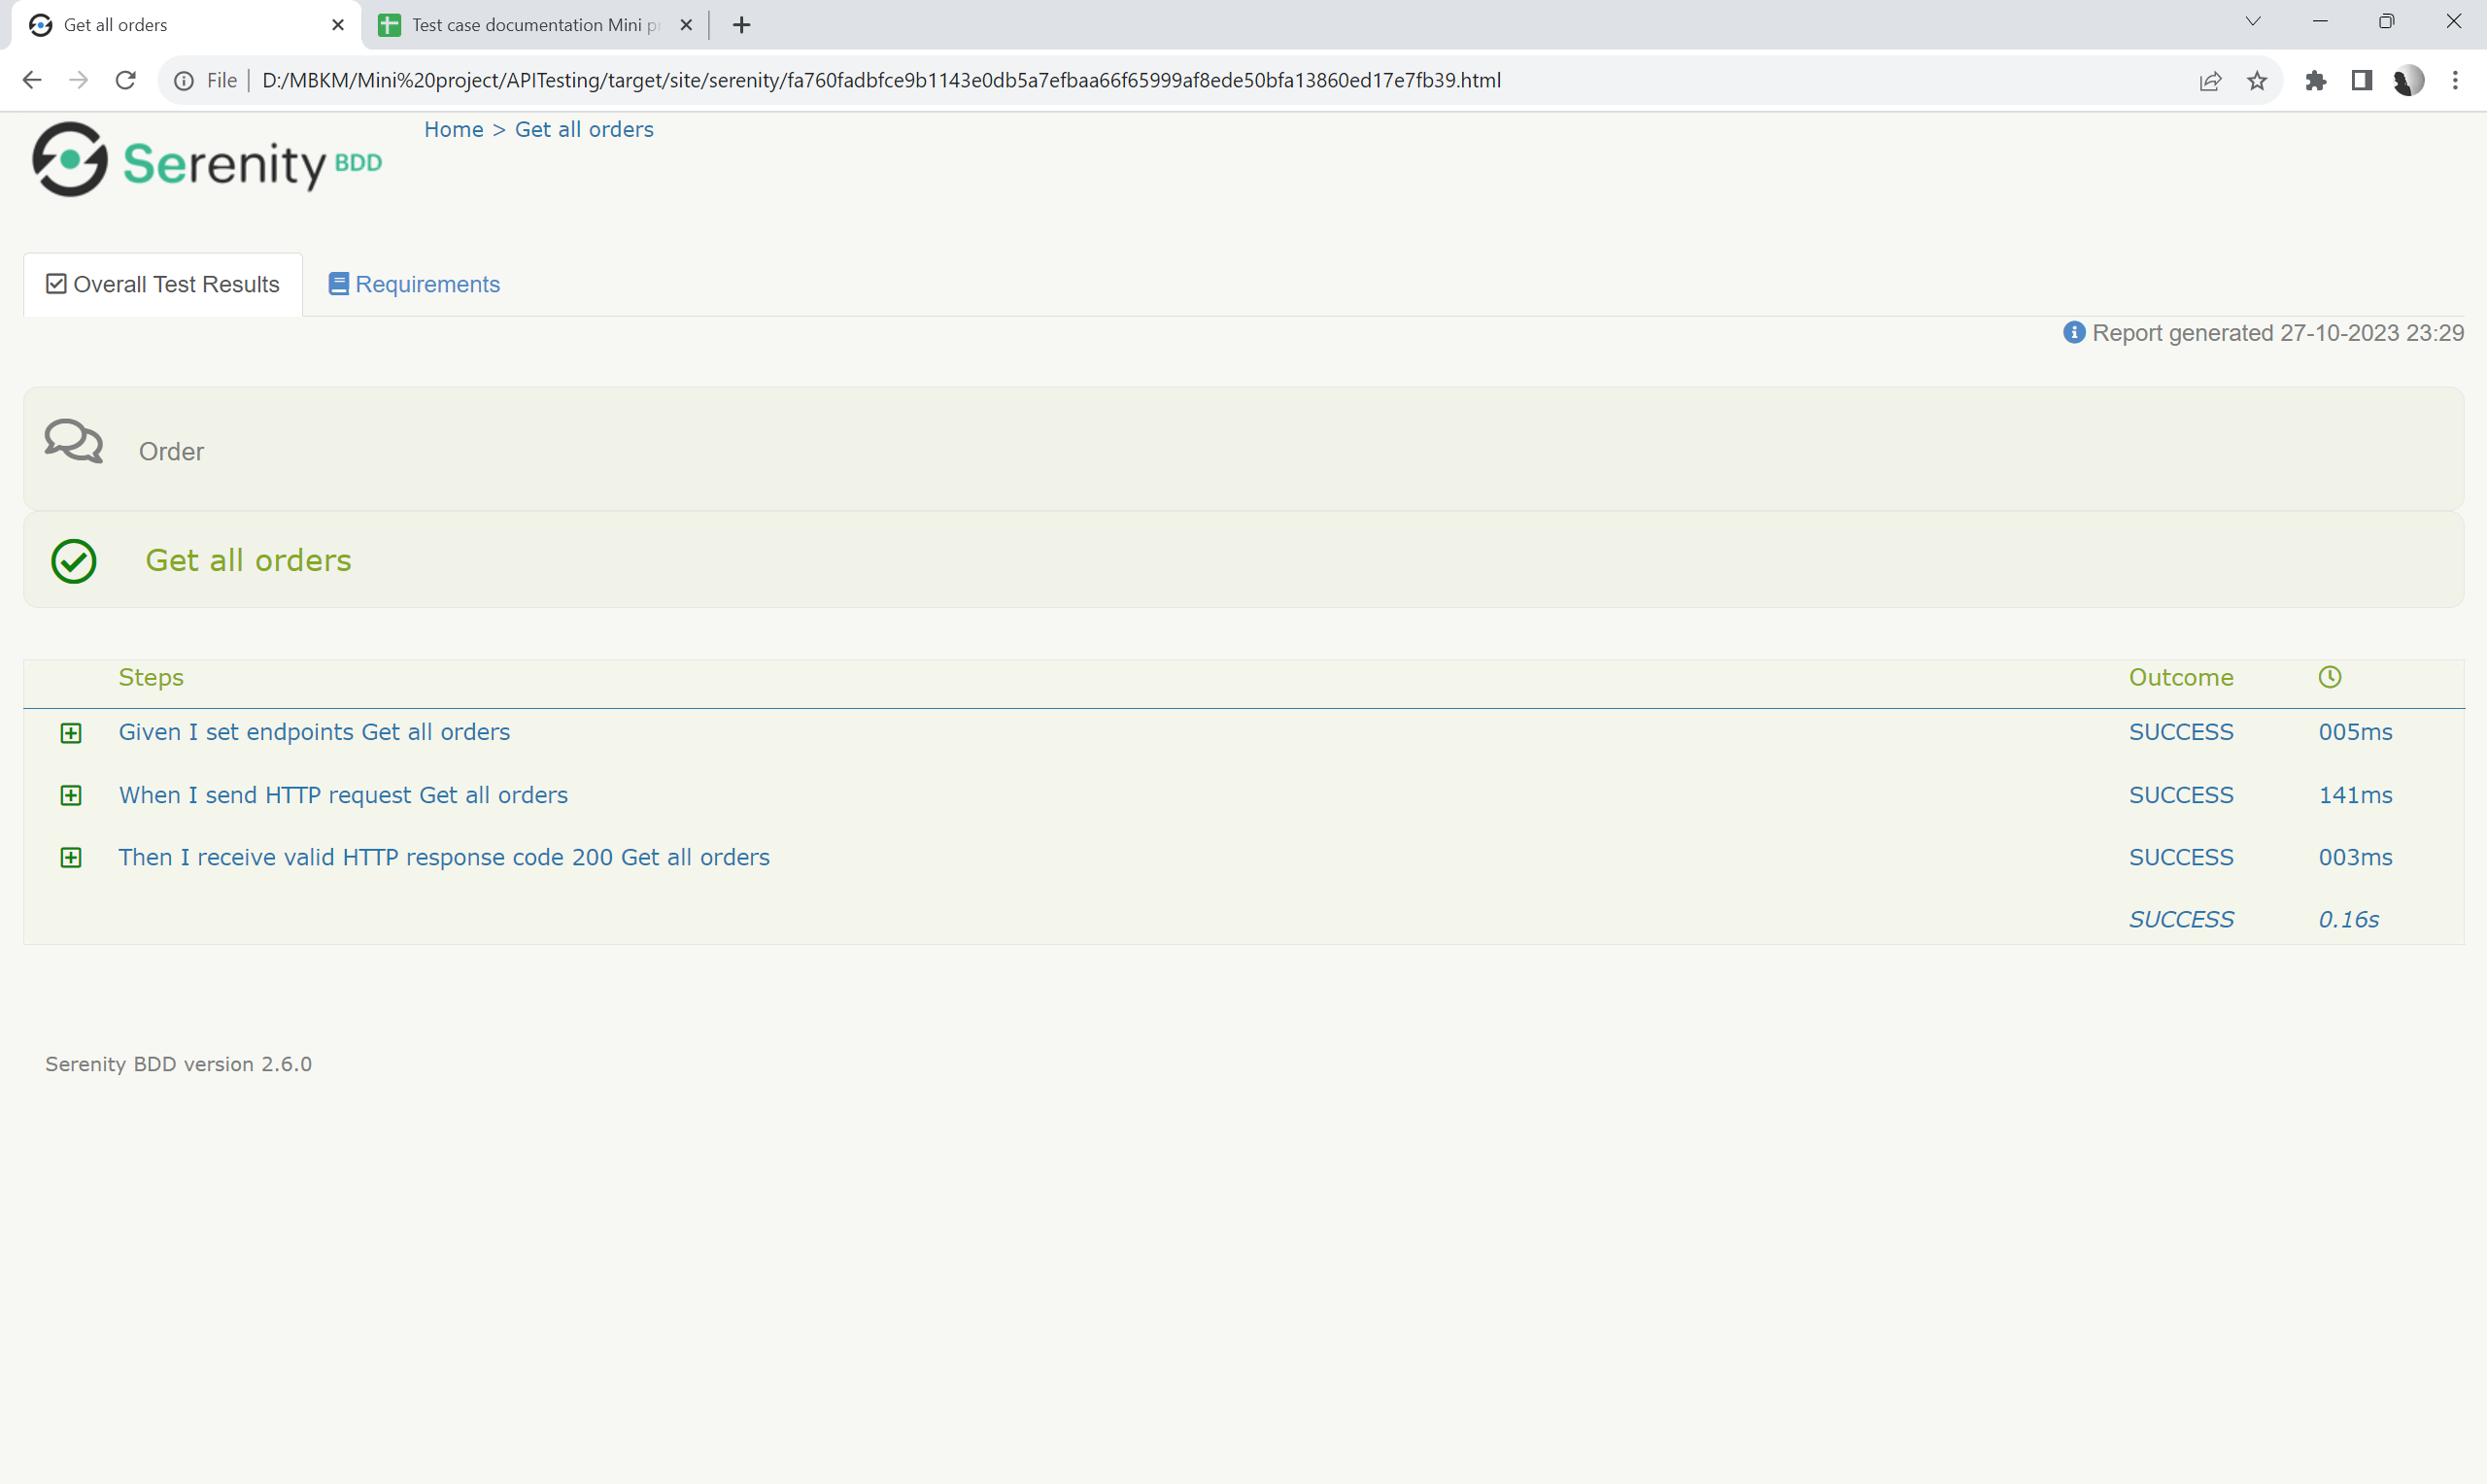 Get all orders
Test case documentation Mini p
File
D:/MBKM/Mini%20project/APITesting/target/site/serenity/fa760fadbfce9b1143e0db5a7efbaa66f65999af8ede50bfa13860ed17e7fb39.html
Serenity BDD
Home > Get all orders
Overall Test Results
Requirements
Report generated 27-10-2023 23:29
Order
Get all orders
Steps Outcome
Given I set endpoints Get all orders SUCCESS 005ms
When I send HTTP request Get all orders SUCCESS 141ms
Then I receive valid HTTP response code 200 Get all orders SUCCESS 003ms
SUCCESS 0.16s
Serenity BDD version 2.6.0